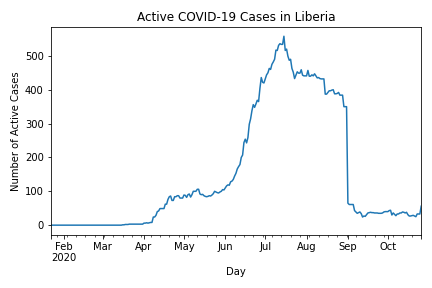 Active COVID-19 Cases in Liberia
Number of Active Cases
500
400
300
200
100
0
Feb Mar Apr May Jun Jul Aug Sep Oct
2020
Day